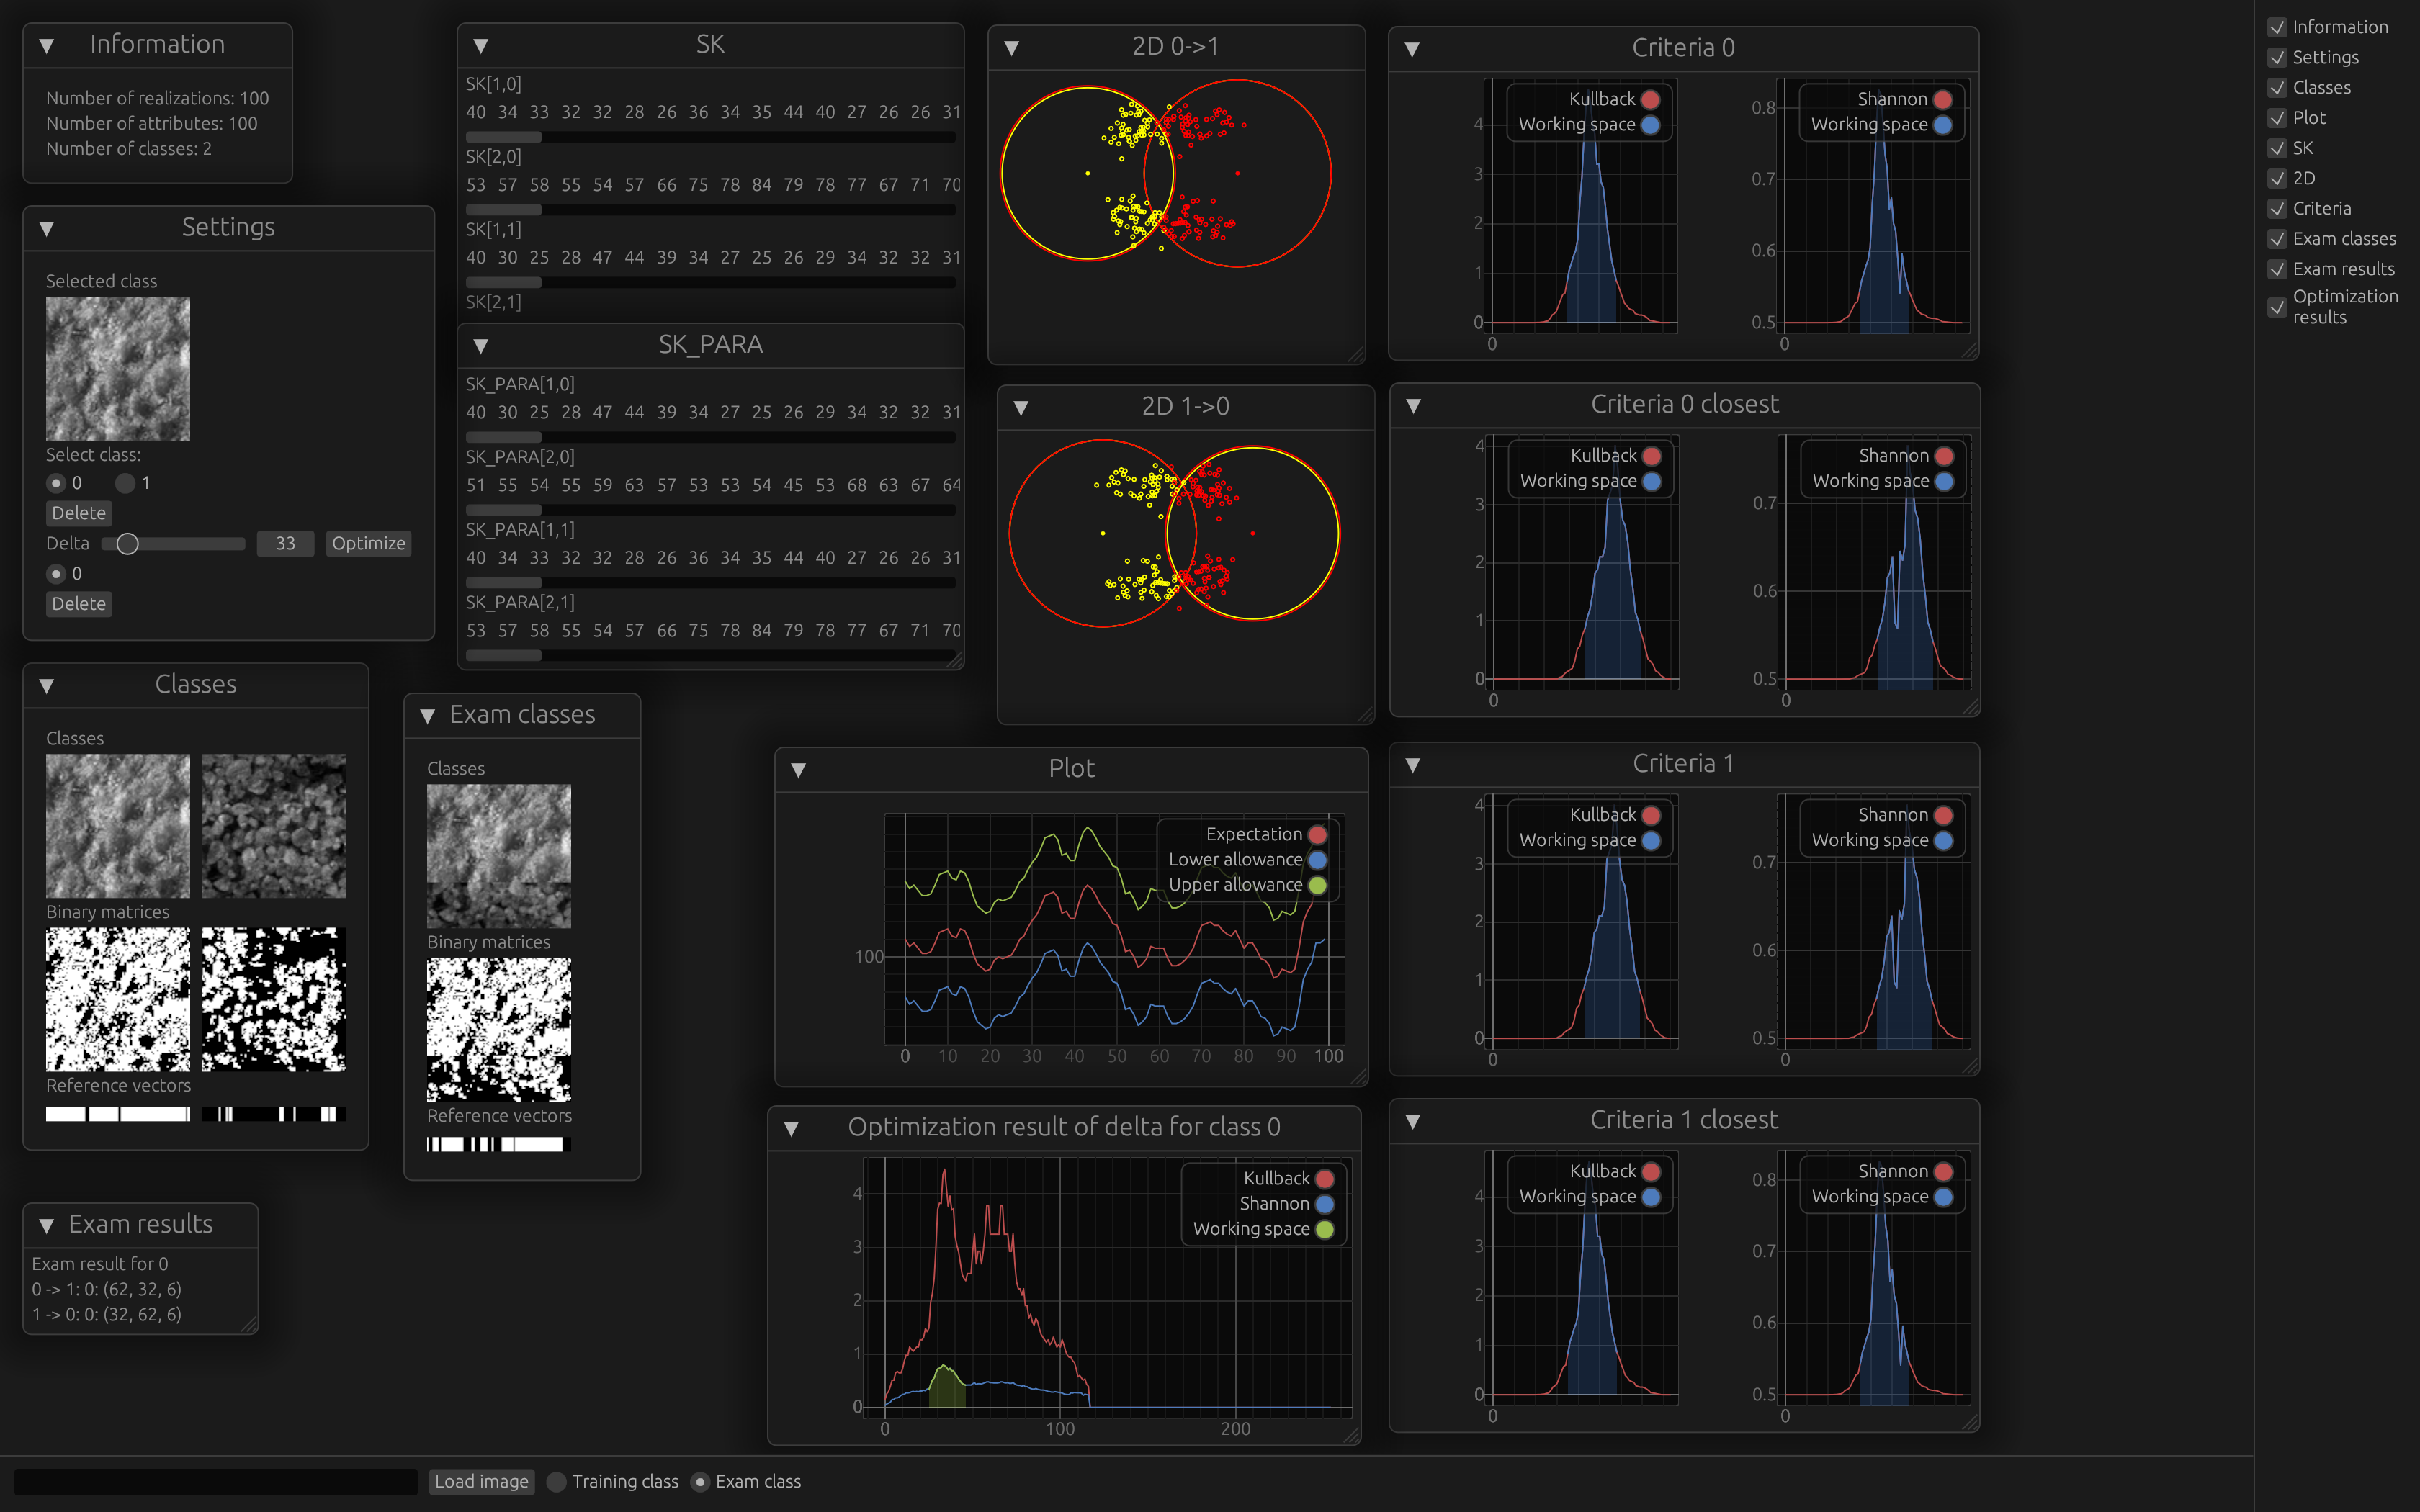 Information
Number of realizations: 100
Number of attributes: 100
Number of classes: 2
Settings
Selected class
Select class:
0 1
Delete
Delta 33 Optimize
0
Delete
Classes
Classes
Binary matrices
Reference vectors
Exam classes
Classes
Binary matrices
Reference vectors
Exam results
Exam result for 0
0 -> 1: 0: (62, 32, 6)
1 -> 0: 0: (32, 62, 6)
SK
SK[1,0]
40 34 33 32 32 28 26 36 34 35 44 40 27 26 26 31
SK[2,0]
53 57 58 55 54 57 66 75 78 84 79 78 77 67 71 70
SK[1,1]
40 30 25 28 47 44 39 34 27 25 26 29 34 32 32 31
SK[2,1]
SK_PARA
SK_PARA[1,0]
40 30 25 28 47 44 39 34 27 25 26 29 34 32 32 31
SK_PARA[2,0]
51 55 54 55 59 63 57 53 53 54 45 53 68 63 67 64
SK_PARA[1,1]
40 34 33 32 32 28 26 36 34 35 44 40 27 26 26 31
SK_PARA[2,1]
53 57 58 55 54 57 66 75 78 84 79 78 77 67 71 70
2D 0->1
2D 1->0
Plot
Expectation
Lower allowance
Upper allowance
100
0 10 20 30 40 50 60 70 80 90 100
Optimization result of delta for class 0
Kullback
Shannon
Working space
4
3
2
1
0
0 100 200
Criteria 0
Kullback
Working space
4
3
2
1
0
0
Shannon
Working space
0.8
0.7
0.6
0.5
0
Criteria 0 closest
Kullback
Working space
4
3
2
1
0
0
Shannon
Working space
0.7
0.6
0.5
0
Criteria 1
Kullback
Working space
4
3
2
1
0
0
Shannon
Working space
0.7
0.6
0.5
0
Criteria 1 closest
Kullback
Working space
4
3
2
1
0
0
Shannon
Working space
0.8
0.7
0.6
0.5
0
Information
Settings
Classes
Plot
SK
2D
Criteria
Exam classes
Exam results
Optimization
results
Load image Training class Exam class